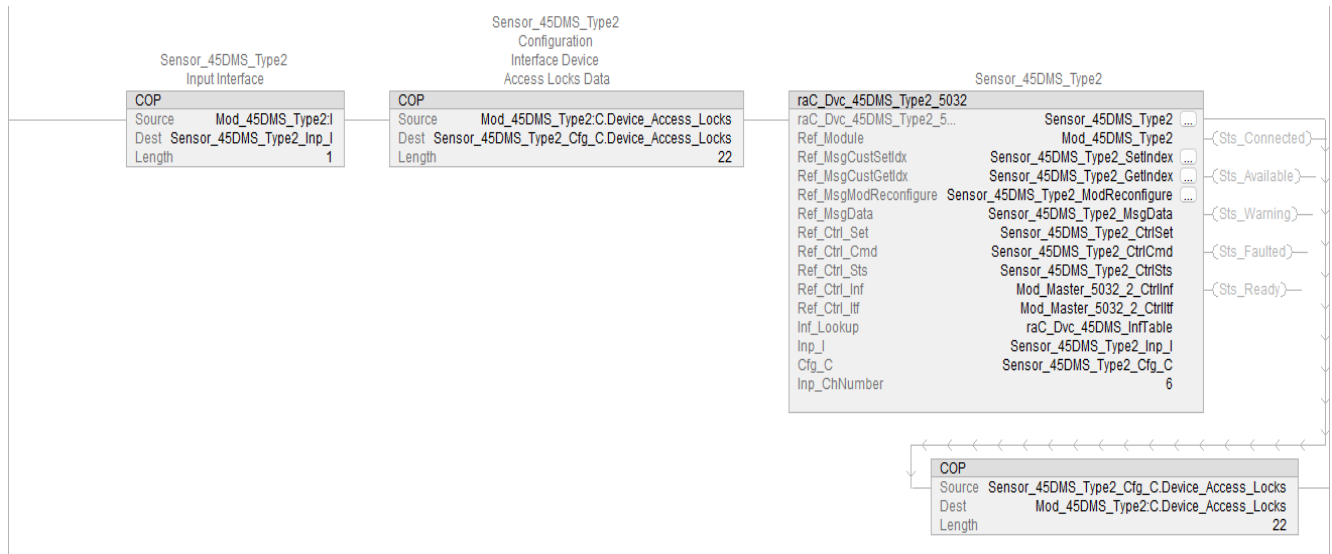 Sensor_45DMS_Type2
Input Interface
COP
Source Mod_45DMS_Type2:I
Dest Sensor_45DMS_Type2_Inp_I
Length 1
Sensor_45DMS_Type2
Configuration
Interface Device
Access Locks Data
COP
Source Mod_45DMS_Type2:C.Device_Access_Locks
Dest Sensor_45DMS_Type2_Cfg_C.Device_Access_Locks
Length 22
Sensor_45DMS_Type2
raC_Dvc_45DMS_Type2_5032
raC_Dvc_45DMS_Type2_5... Sensor_45DMS_Type2 ...
Ref_Module Mod_45DMS_Type2 (Sts_Connected)
Ref_MsgCustSetIdx Sensor_45DMS_Type2_SetIndex ...
Ref_MsgCustGetIdx Sensor_45DMS_Type2_GetIndex ... (Sts_Available)
Ref_MsgModReconfigure Sensor_45DMS_Type2_ModReconfigure ...
Ref_MsgData Sensor_45DMS_Type2_MsgData (Sts_Warning)
Ref_Ctrl_Set Sensor_45DMS_Type2_CtrlSet
Ref_Ctrl_Cmd Sensor_45DMS_Type2_CtrlCmd (Sts_Faulted)
Ref_Ctrl_Sts Sensor_45DMS_Type2_CtrlSts
Ref_Ctrl_Inf Mod_Master_5032_2_CtrlInf (Sts_Ready)
Ref_Ctrl_Itf Mod_Master_5032_2_CtrlItf
Inf_Lookup raC_Dvc_45DMS_InfTable
Inp_I Sensor_45DMS_Type2_Inp_I
Cfg_C Sensor_45DMS_Type2_Cfg_C
Inp_ChNumber 6
COP
Source Sensor_45DMS_Type2_Cfg_C.Device_Access_Locks
Dest Mod_45DMS_Type2:C.Device_Access_Locks
Length 22